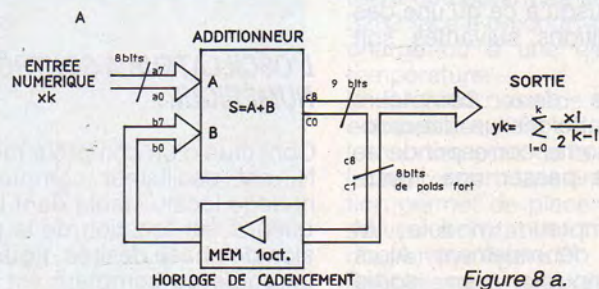 A
ADDITIONNEUR
ENTREE
NUMERIQUE
xk
8bits
a7
a0
b7
b0
A
B
S=A+B
c8
c0
9 bits
SORTIE
yk= k Σ i=0 xi / 2 k-i
c8
c1
8bits
de poids fort
MEM 1oct.
HORLOGE DE CADENCEMENT
Figure 8 a.